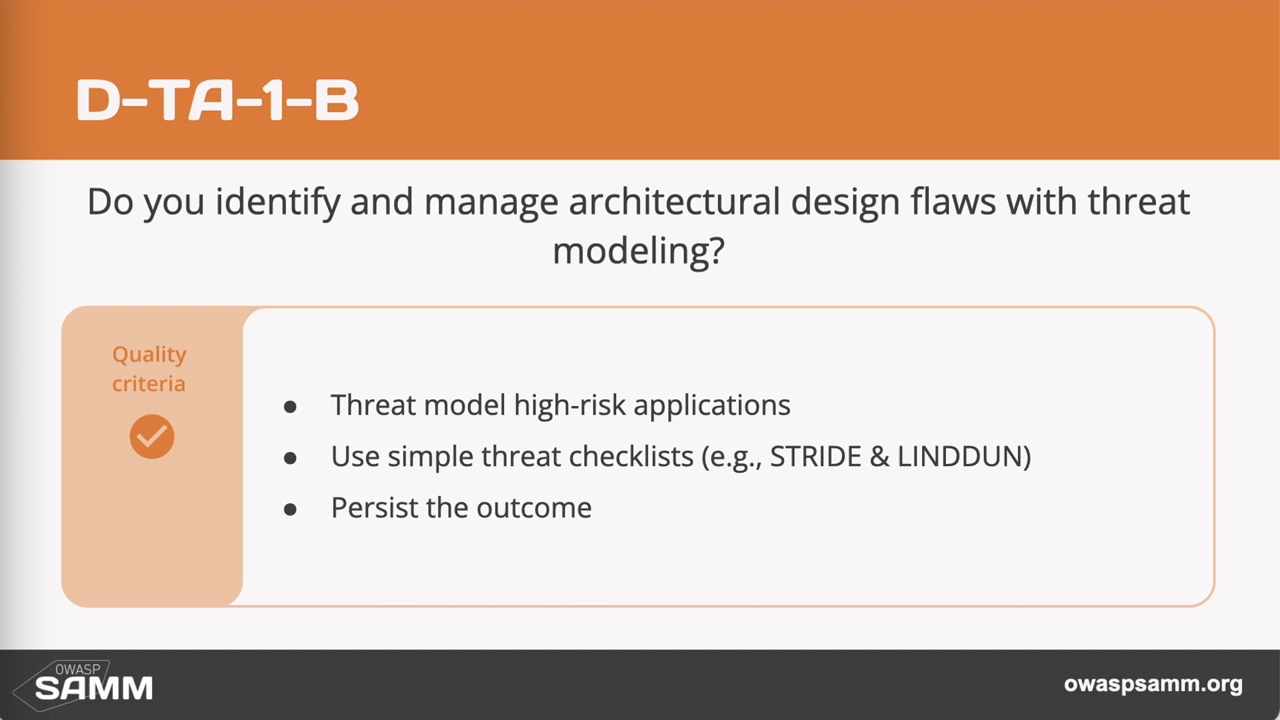 D-TA-1-B
Do you identify and manage architectural design flaws with threat
modeling?
Quality
criteria
● Threat model high-risk applications
● Use simple threat checklists (e.g., STRIDE & LINDDUN)
● Persist the outcome
OWASP
SAMM
owaspsamm.org